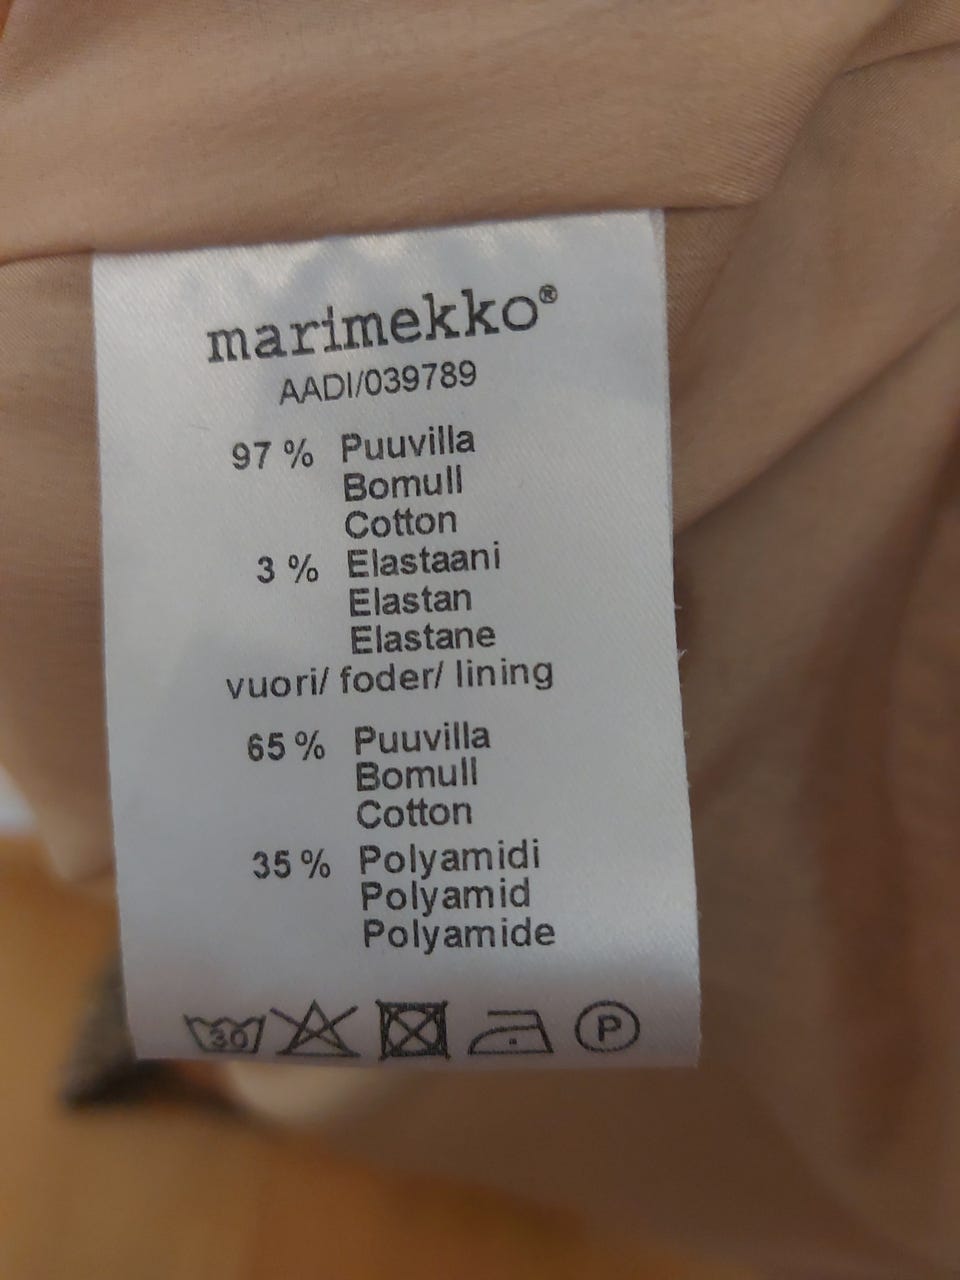 marimekko®
AADI/039789
97 % Puuvilla
Bomull
Cotton
3 % Elastaani
Elastan
Elastane
vuori/ foder/ lining
65 % Puuvilla
Bomull
Cotton
35 % Polyamidi
Polyamid
Polyamide
30 P